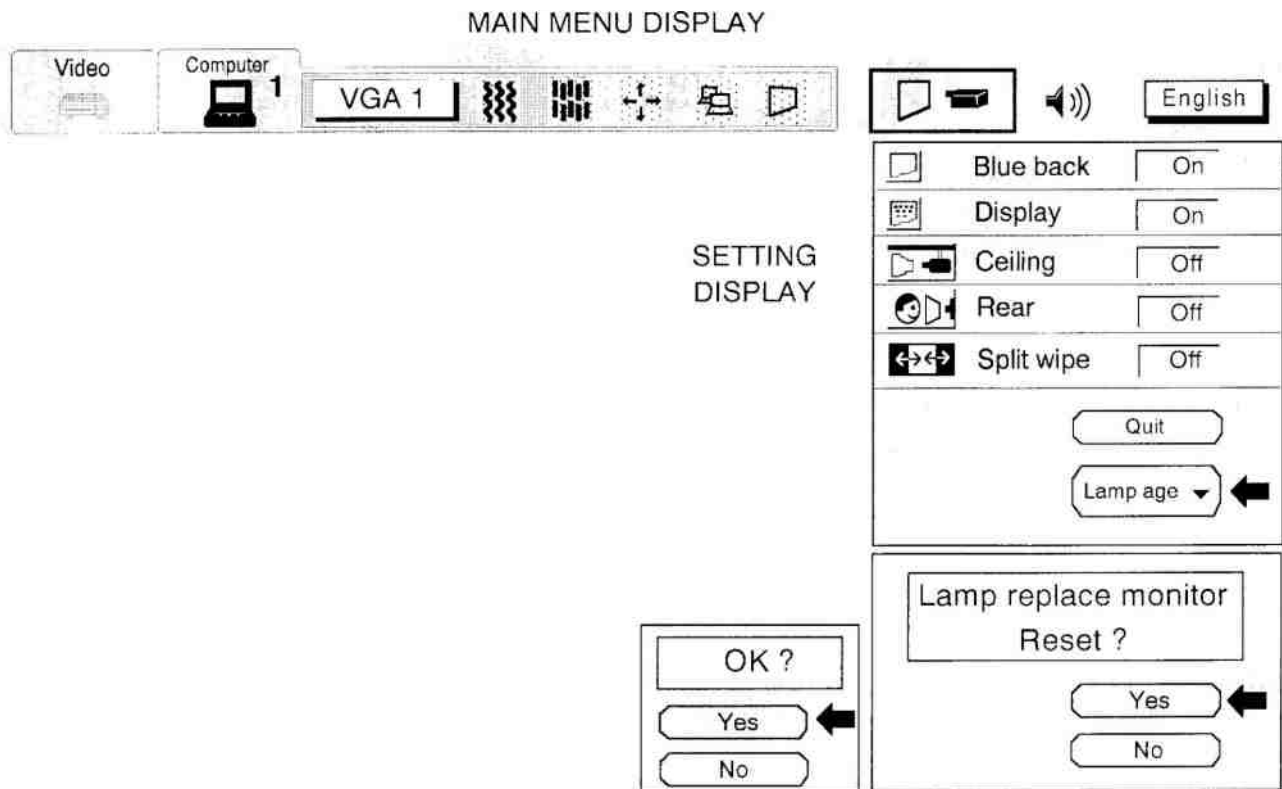 MAIN MENU DISPLAY
Video
Computer
1
VGA 1
English
Blue back On
Display On
SETTING
DISPLAY
Ceiling Off
Rear Off
Split wipe Off
Quit
Lamp age
Lamp replace monitor
Reset ?
Yes
No
OK ?
Yes
No